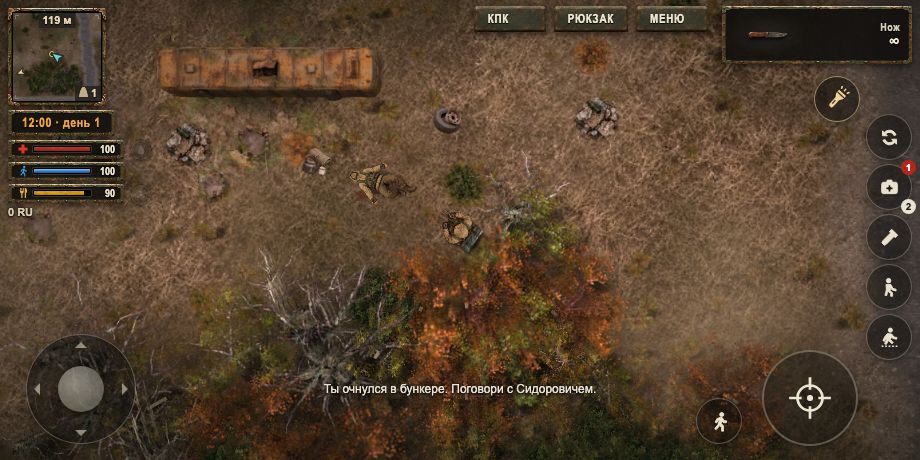 119 м
КПК
РЮКЗАК
МЕНЮ
Нож
∞
1
12:00 · день 1
100
100
90
0 RU
1
2
Ты очнулся в бункере. Поговори с Сидоровичем.